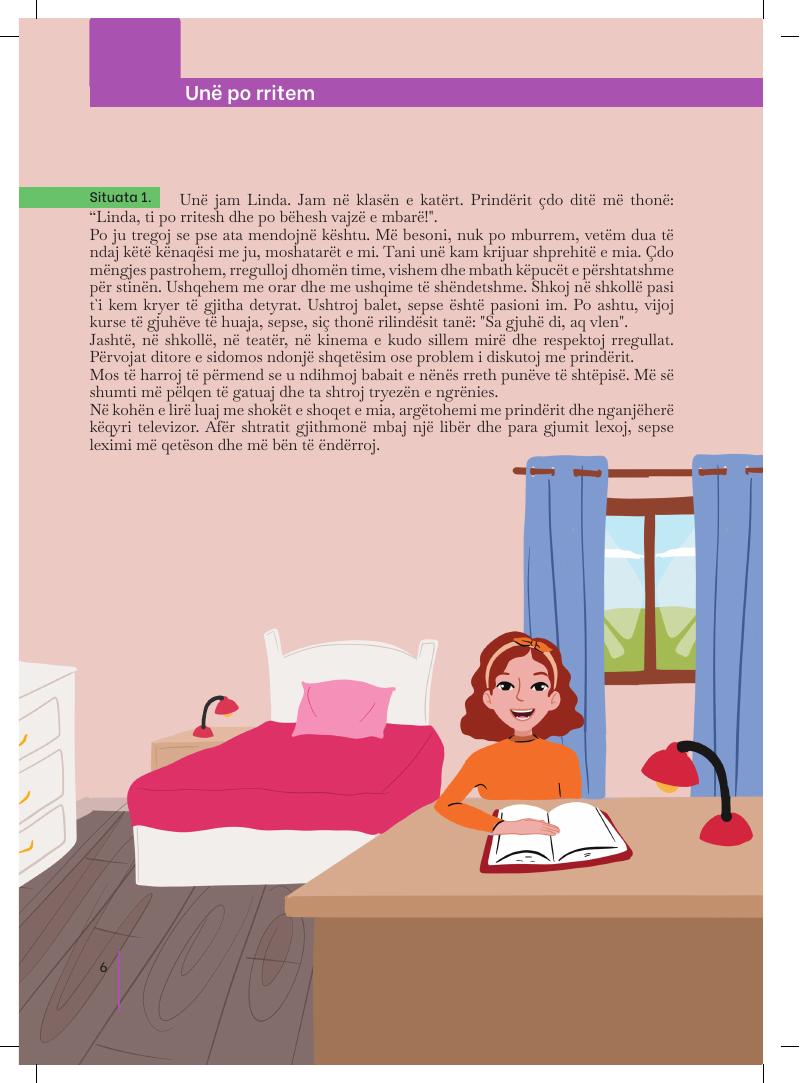 Unë po rritem
Situata 1.
Unë jam Linda. Jam në klasën e katërt. Prindërit çdo ditë më thonë:
“Linda, ti po rritesh dhe po bëhesh vajzë e mbarë!".
Po ju tregoj se pse ata mendojnë kështu. Më besoni, nuk po mburrem, vetëm dua të
ndaj këtë kënaqësi me ju, moshatarët e mi. Tani unë kam krijuar shprehitë e mia. Çdo
mëngjes pastrohem, rregulloj dhomën time, vishem dhe mbath këpucët e përshtatshme
për stinën. Ushqehem me orar dhe me ushqime të shëndetshme. Shkoj në shkollë pasi
t`i kem kryer të gjitha detyrat. Ushtroj balet, sepse është pasioni im. Po ashtu, vijoj
kurse të gjuhëve të huaja, sepse, siç thonë rilindësit tanë: "Sa gjuhë di, aq vlen".
Jashtë, në shkollë, në teatër, në kinema e kudo sillem mirë dhe respektoj rregullat.
Përvojat ditore e sidomos ndonjë shqetësim ose problem i diskutoj me prindërit.
Mos të harroj të përmend se u ndihmoj babait e nënës rreth punëve të shtëpisë. Më së
shumti më pëlqen të gatuaj dhe ta shtroj tryezën e ngrënies.
Në kohën e lirë luaj me shokët e shoqet e mia, argëtohemi me prindërit dhe nganjëherë
këqyri televizor. Afër shtratit gjithmonë mbaj një libër dhe para gjumit lexoj, sepse
leximi më qetëson dhe më bën të ëndërroj.
6